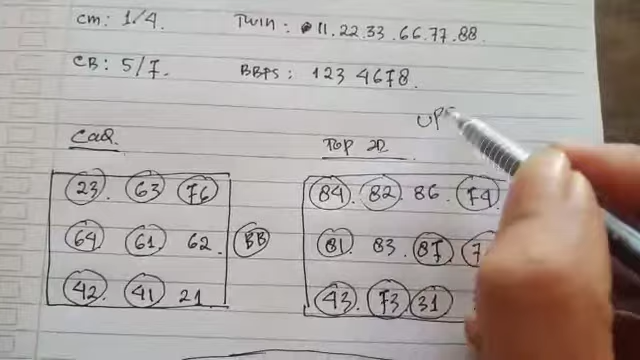 CM: 1/4. TWIN: 11.22.33.66.77.88.
CB: 5/7. BBFS: 123 4678.
UP
CADR. TOP 2D
23. 63. 76 84. 82. 86. 74
64. 61. 62. BB 81. 83. 87. 7
42. 41. 21. 43. 73. 31